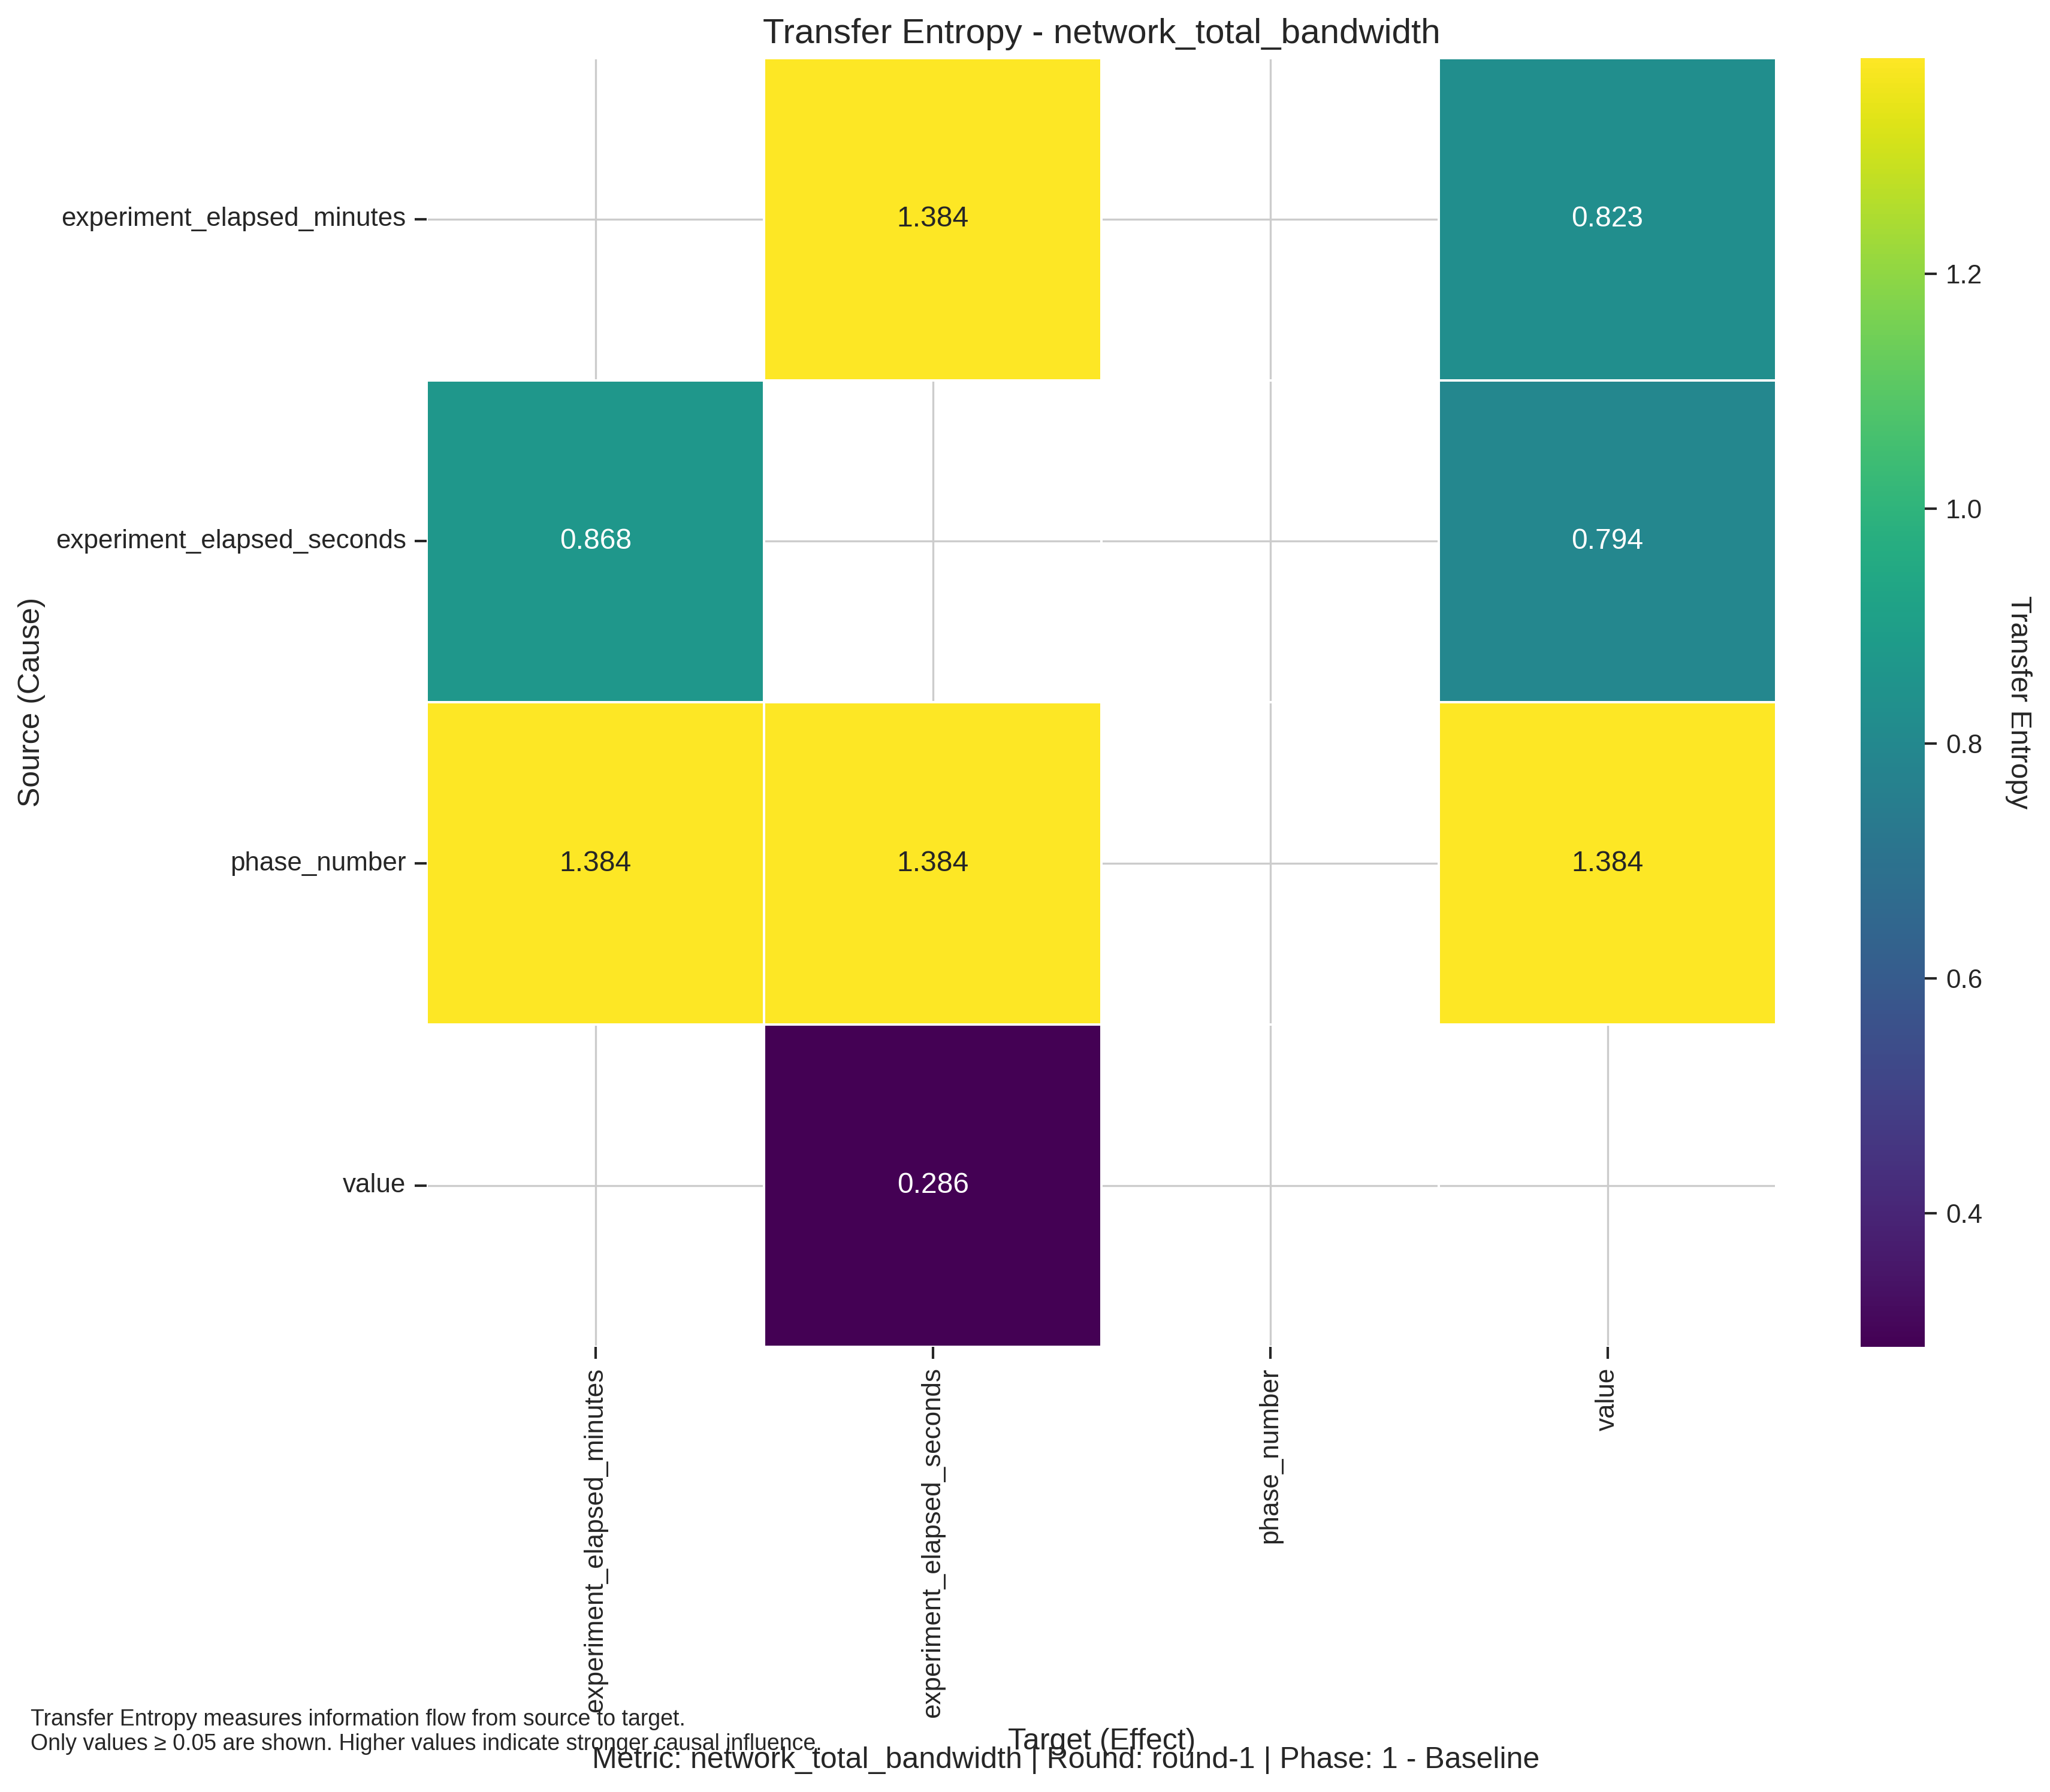 Transfer Entropy - network_total_bandwidth
experiment_elapsed_minutes
1.384
0.823
experiment_elapsed_seconds
0.868
0.794
phase_number
1.384
1.384
1.384
value
0.286
Source (Cause)
1.2
1.0
0.8
0.6
0.4
Transfer Entropy
experiment_elapsed_minutes
experiment_elapsed_seconds
phase_number
value
Target (Effect)
Transfer Entropy measures information flow from source to target.
Only values ≥ 0.05 are shown. Higher values indicate stronger causal influence.
Metric: network_total_bandwidth | Round: round-1 | Phase: 1 - Baseline